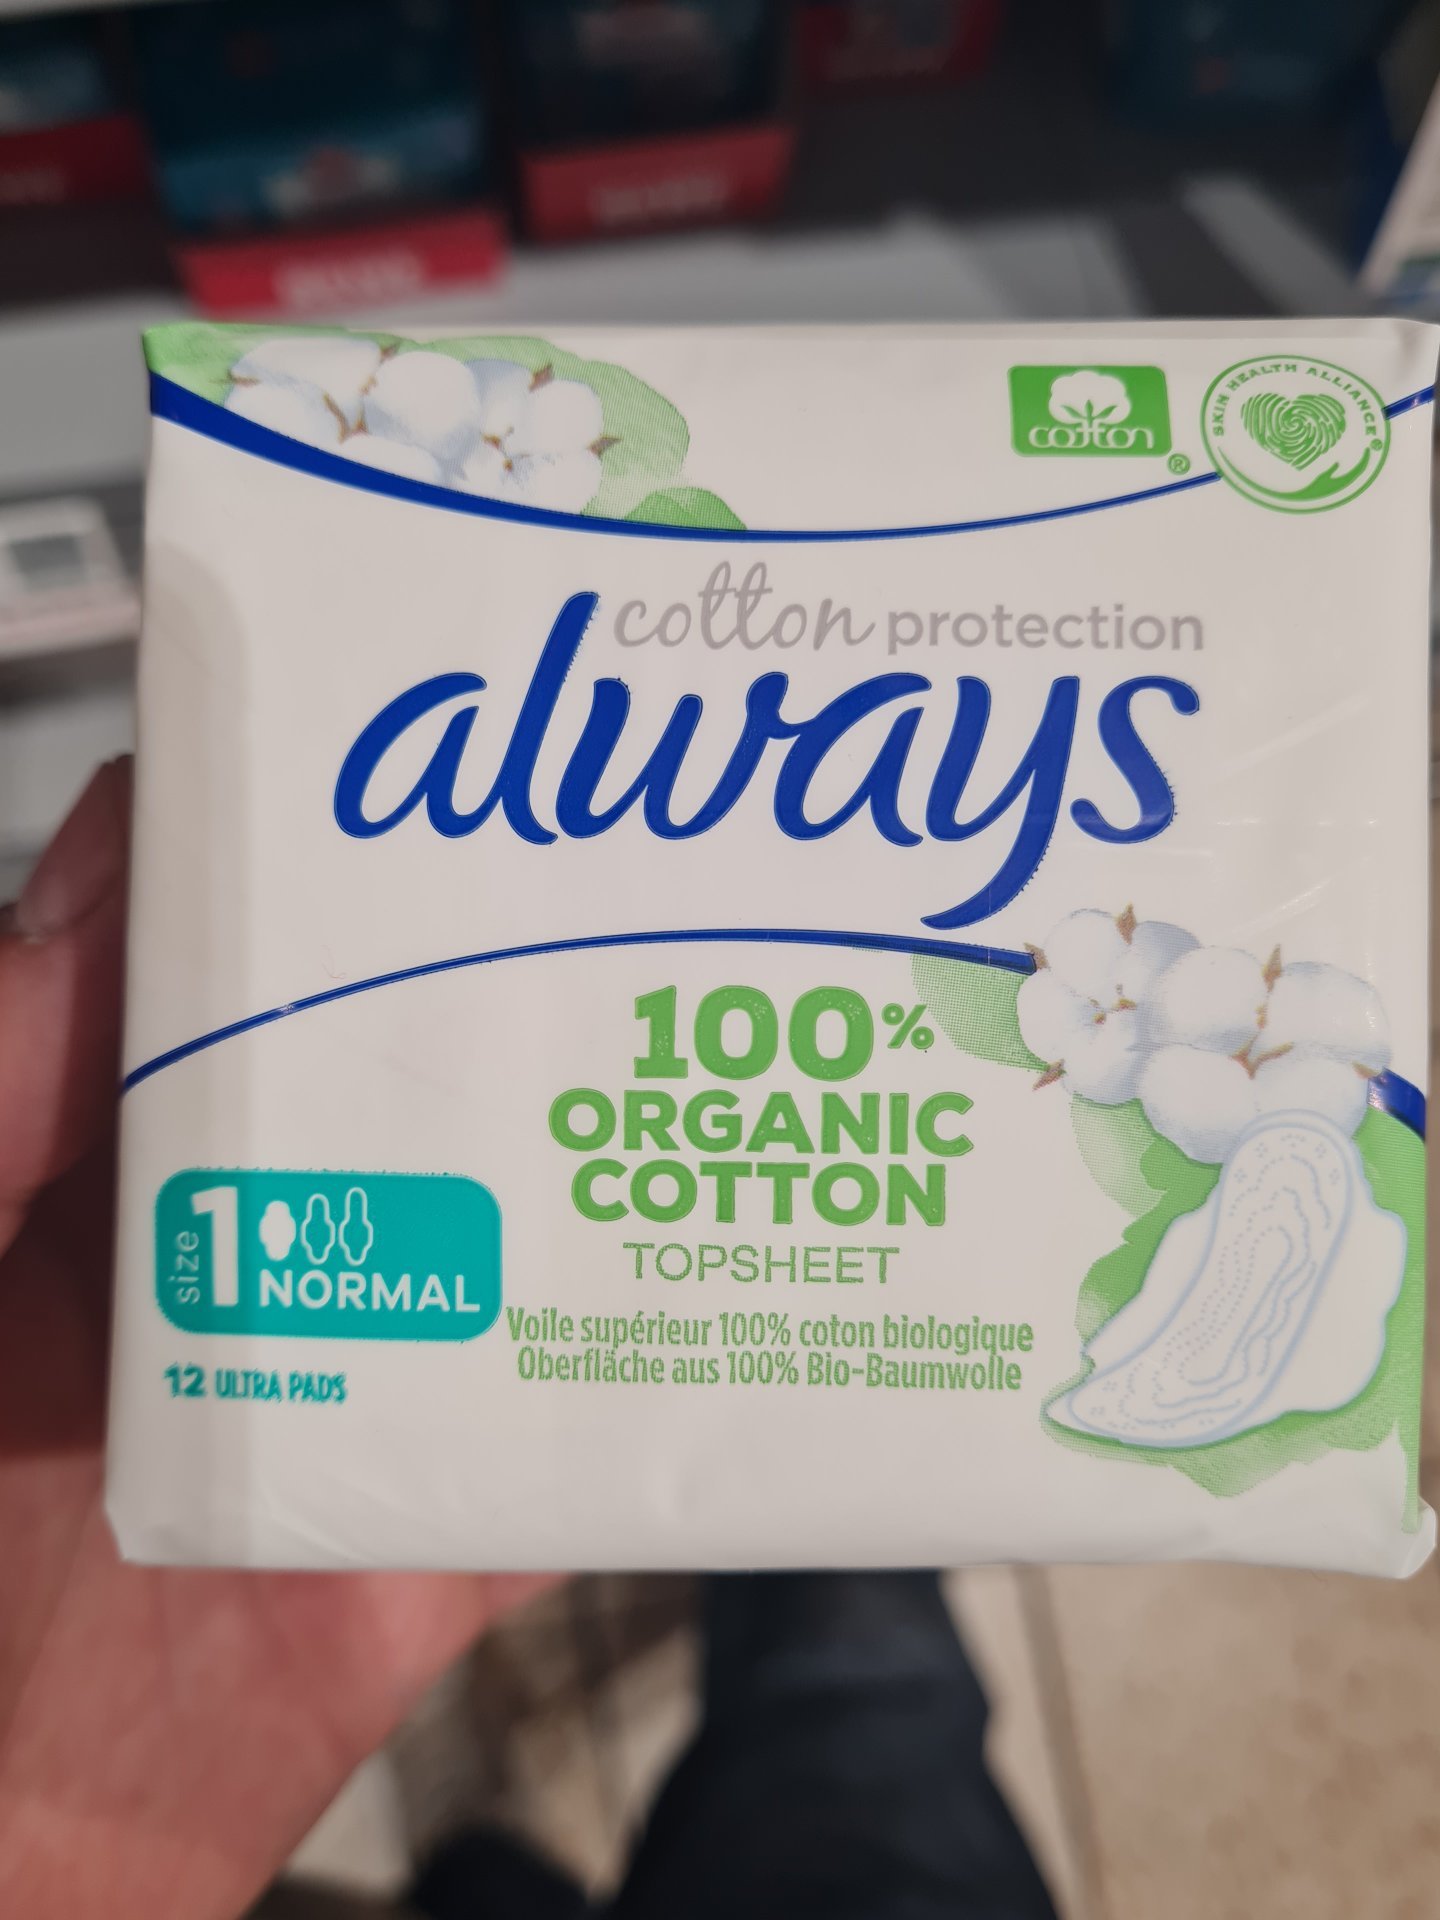 cotton
®
SKIN HEALTH ALLIANCE®
cotton protection
always
100%
ORGANIC
COTTON
TOPSHEET
size 1
NORMAL
Voile supérieur 100% coton biologique
Oberfläche aus 100% Bio-Baumwolle
12 ULTRA PADS